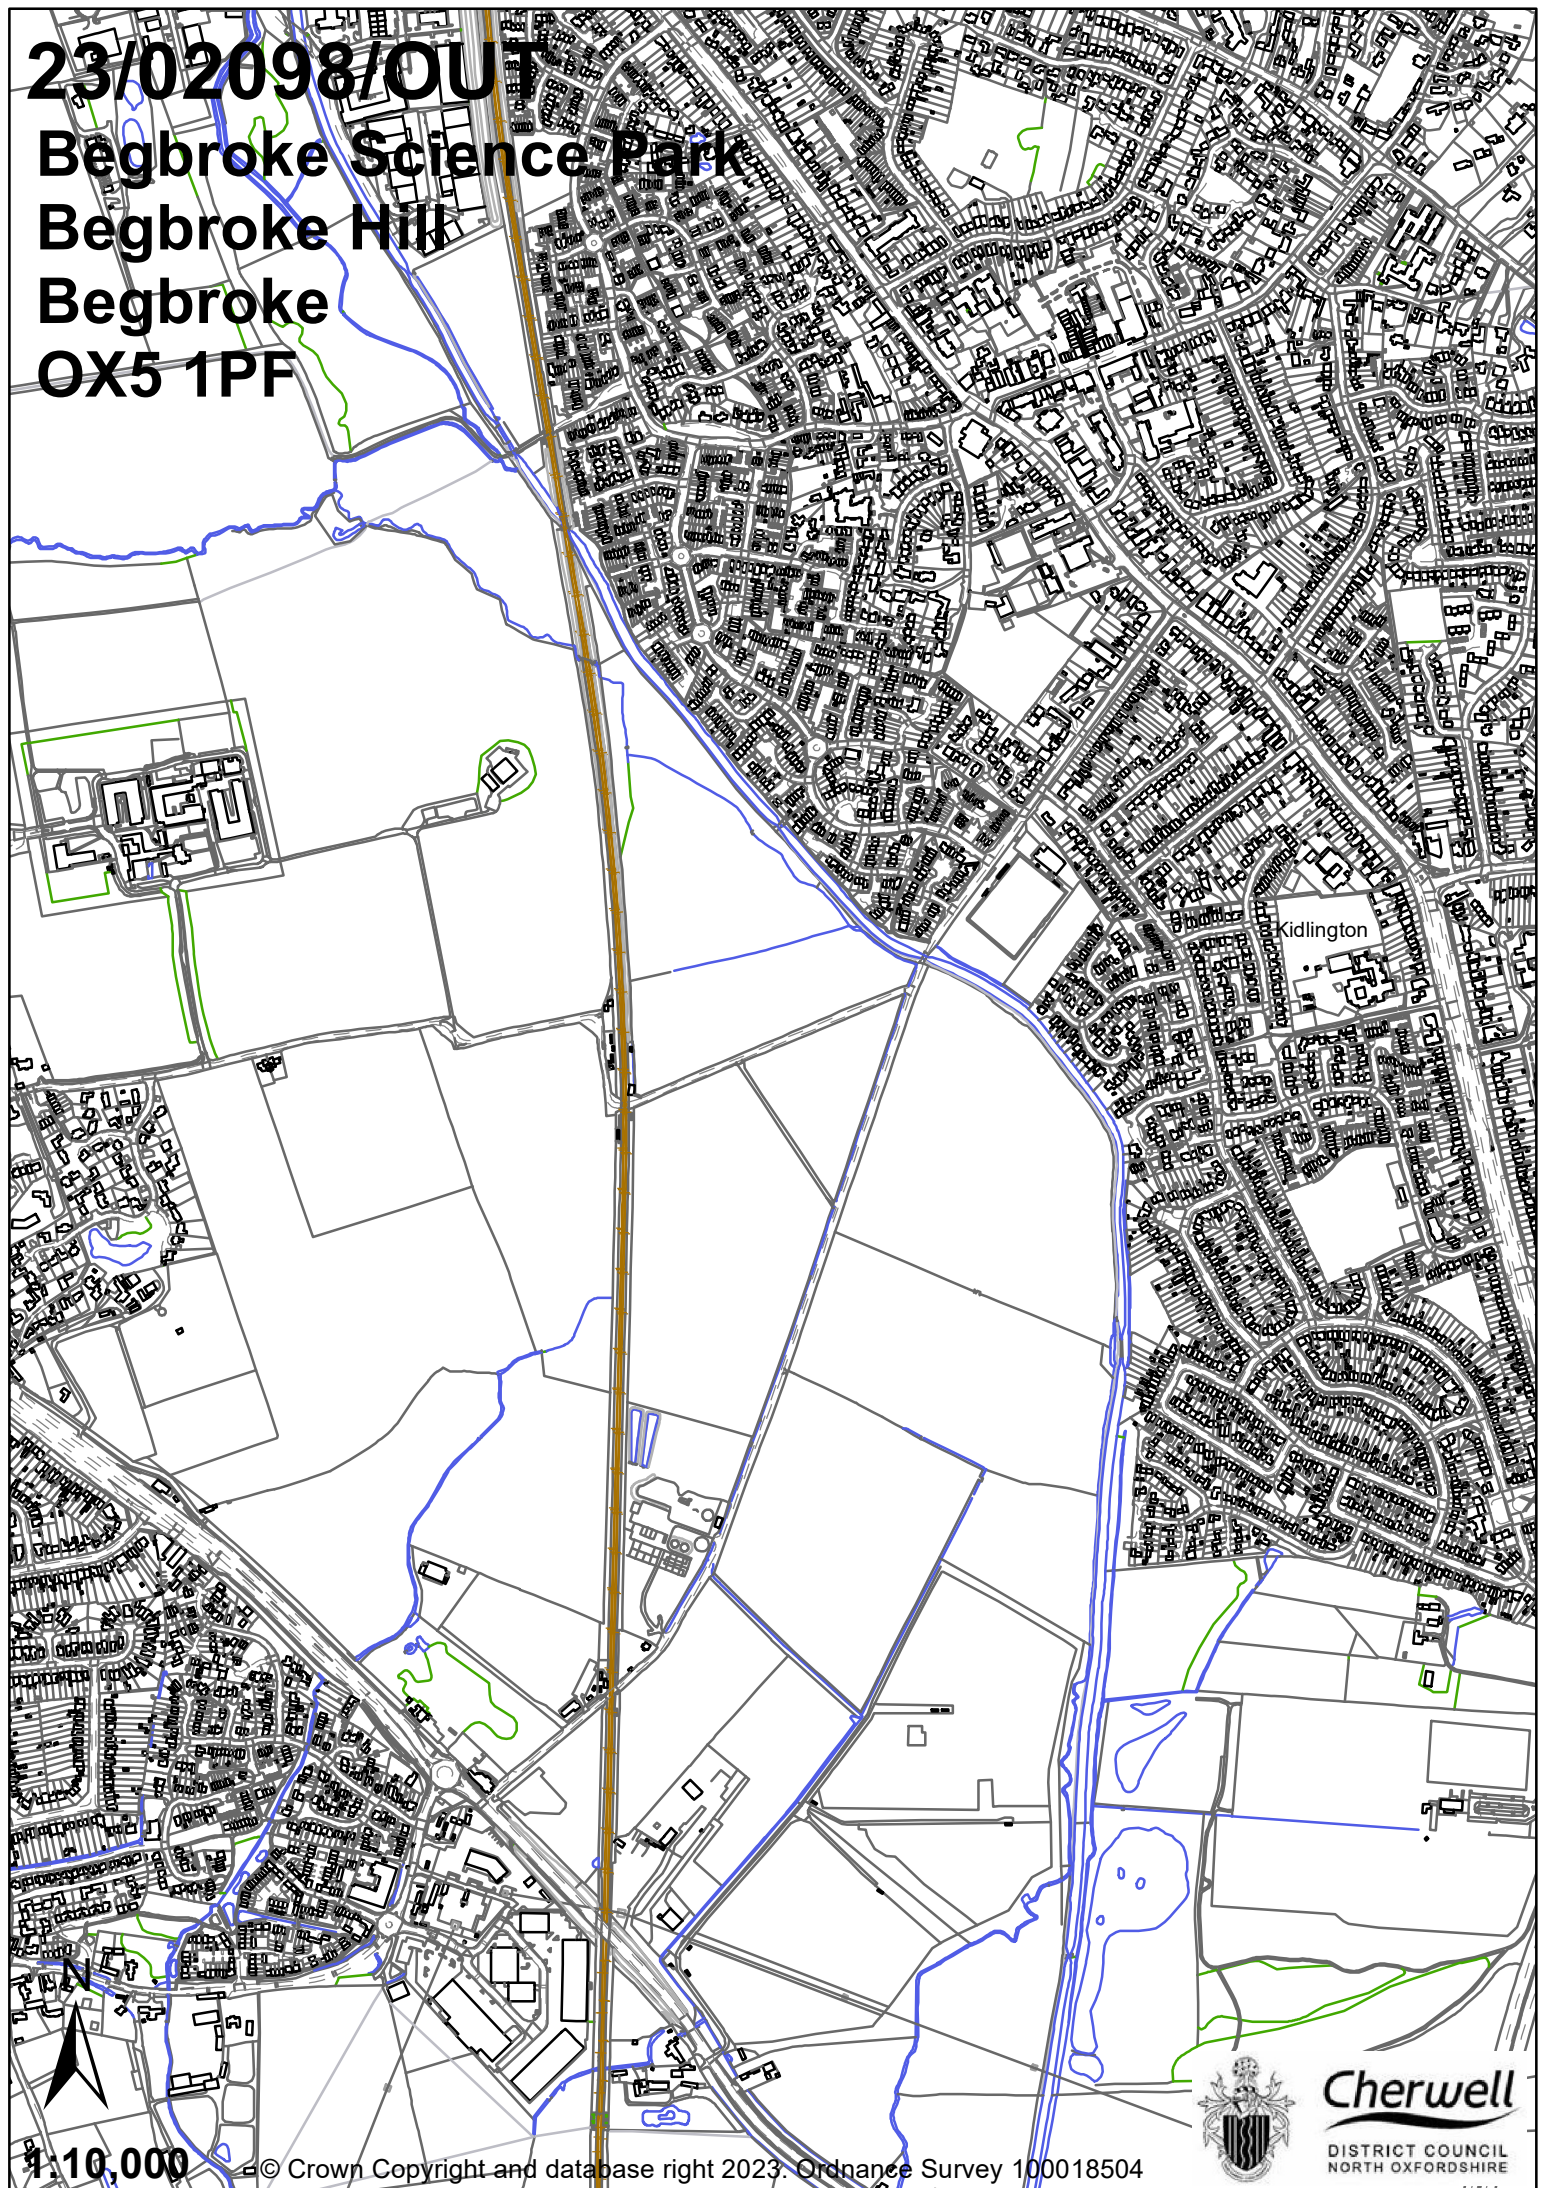 23/02098/OUT
Begbroke Science Park
Begbroke Hill
Begbroke
OX5 1PF
Kidlington
N
1:10,000
© Crown Copyright and database right 2023. Ordnance Survey 100018504
Cherwell
DISTRICT COUNCIL
NORTH OXFORDSHIRE